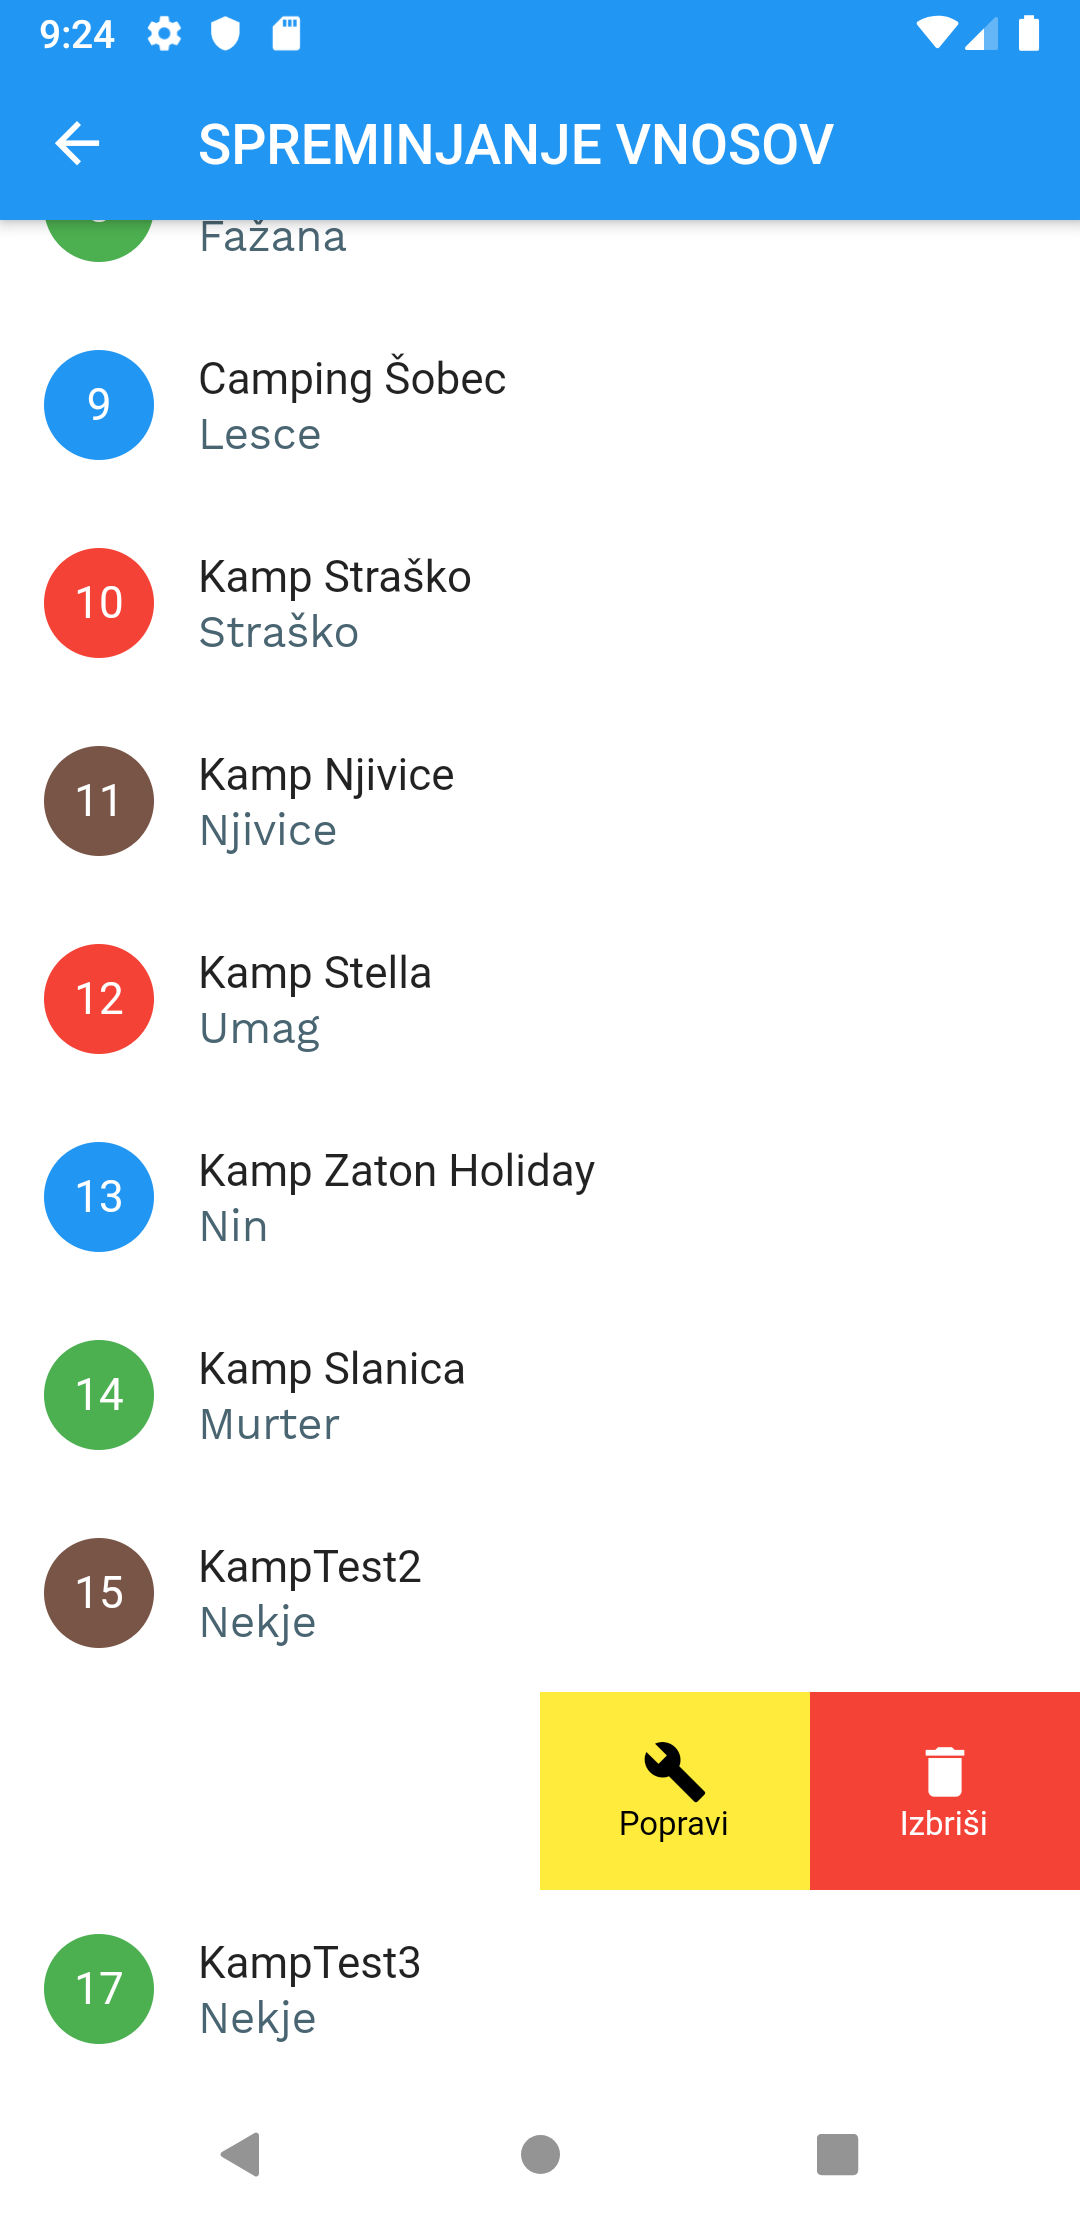 9:24
SPREMINJANJE VNOSOV
Fažana
9
Camping Šobec
Lesce
10
Kamp Straško
Straško
11
Kamp Njivice
Njivice
12
Kamp Stella
Umag
13
Kamp Zaton Holiday
Nin
14
Kamp Slanica
Murter
15
KampTest2
Nekje
Popravi
Izbriši
17
KampTest3
Nekje